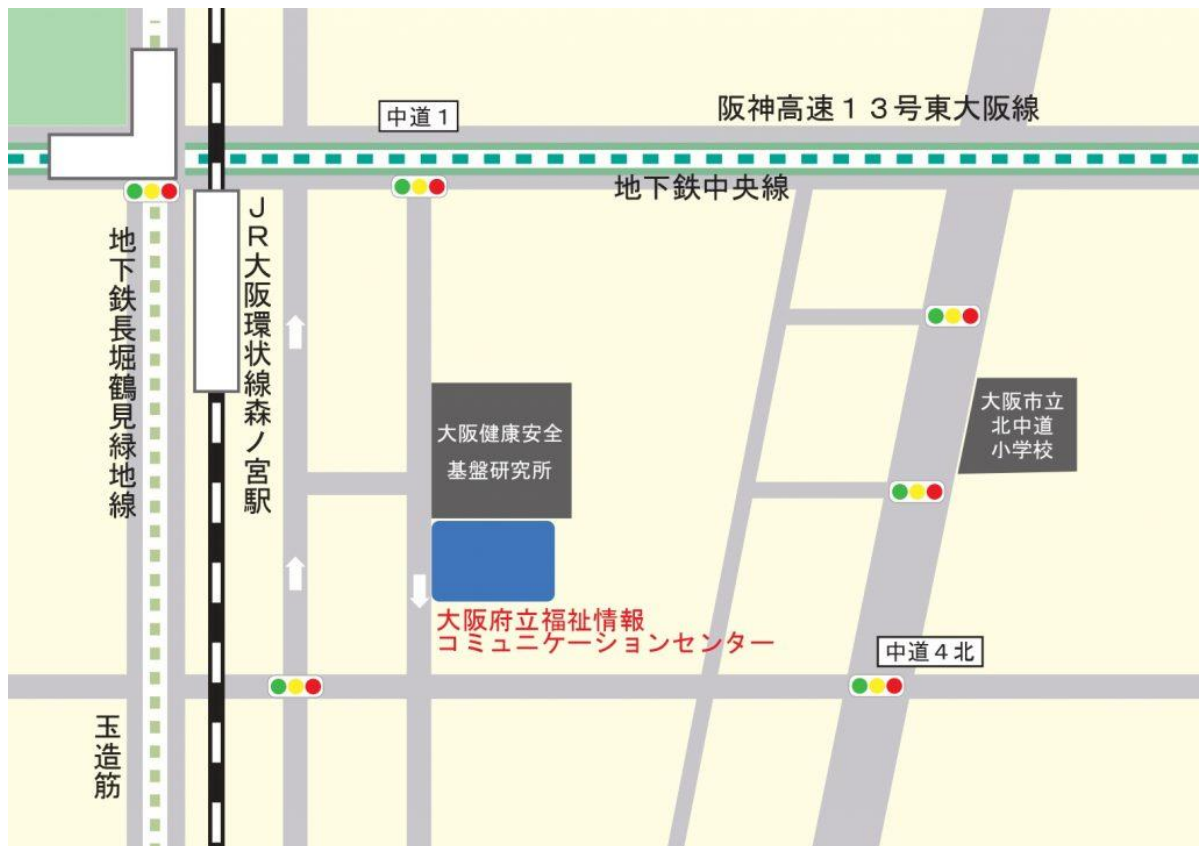 中道1
阪神高速１３号東大阪線
地下鉄中央線
地下鉄長堀鶴見緑地線
ＪＲ大阪環状線森ノ宮駅
大阪健康安全
基盤研究所
大阪市立
北中道
小学校
大阪府立福祉情報
コミュニケーションセンター
中道4北
玉造筋